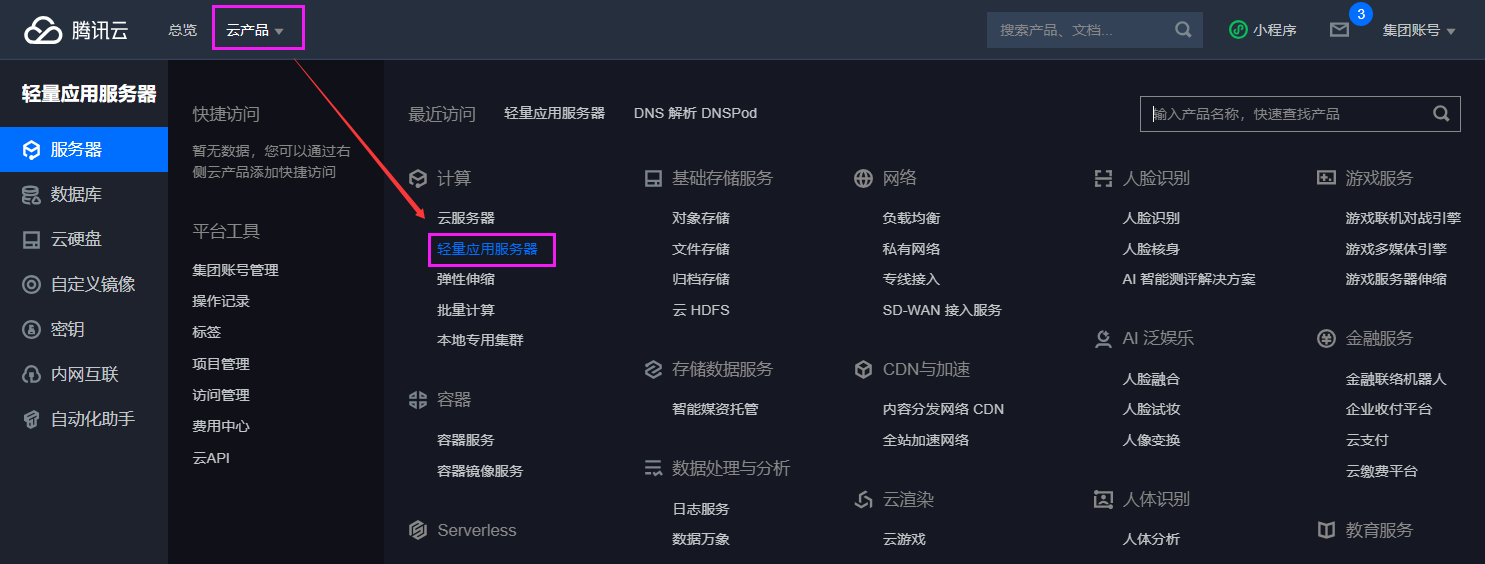 腾讯云
总览
云产品
搜索产品、文档...
小程序
3
集团账号
轻量应用服务器
服务器
数据库
云硬盘
自定义镜像
密钥
内网互联
自动化助手
快捷访问
暂无数据，您可以通过右
侧云产品添加快捷访问
平台工具
集团账号管理
操作记录
标签
项目管理
访问管理
费用中心
云API
最近访问
轻量应用服务器
DNS 解析 DNSPod
输入产品名称，快速查找产品
计算
云服务器
轻量应用服务器
弹性伸缩
批量计算
本地专用集群
容器
容器服务
容器镜像服务
Serverless
基础存储服务
对象存储
文件存储
归档存储
云 HDFS
存储数据服务
智能媒资托管
数据处理与分析
日志服务
数据万象
网络
负载均衡
私有网络
专线接入
SD-WAN 接入服务
CDN与加速
内容分发网络 CDN
全站加速网络
云渲染
云游戏
人脸识别
人脸识别
人脸核身
AI 智能测评解决方案
AI 泛娱乐
人脸融合
人脸试妆
人像变换
人体识别
人体分析
游戏服务
游戏联机对战引擎
游戏多媒体引擎
游戏服务器伸缩
金融服务
金融联络机器人
企业收付平台
云支付
云缴费平台
教育服务